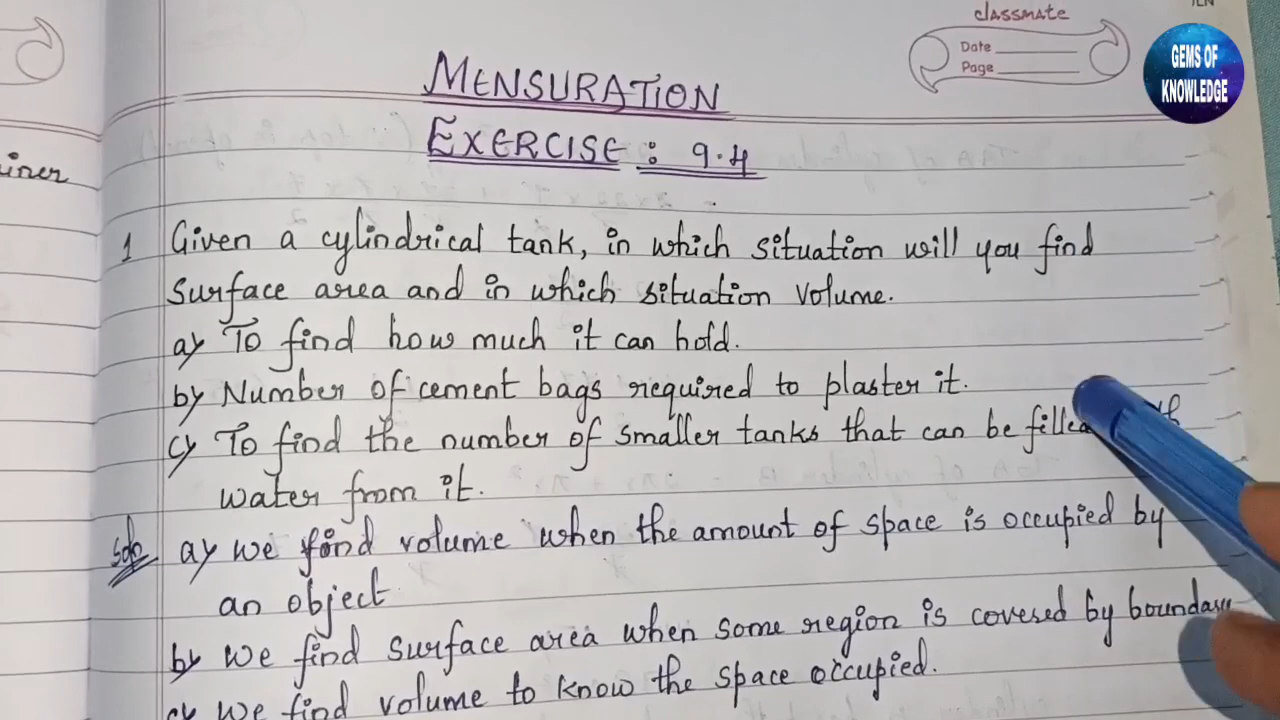 classmate
Date
Page
GEMS OF
KNOWLEDGE
MENSURATION
EXERCISE : 9.4
1 Given a cylindrical tank, in which situation will you find
surface area and in which situation volume.
a) To find how much it can hold.
b) Number of cement bags required to plaster it.
c) To find the number of smaller tanks that can be filled
water from it.
Soln a) we find volume when the amount of space is occupied by
an object
b) we find surface area when some region is covered by boundary
c) we find volume to know the space occupied.